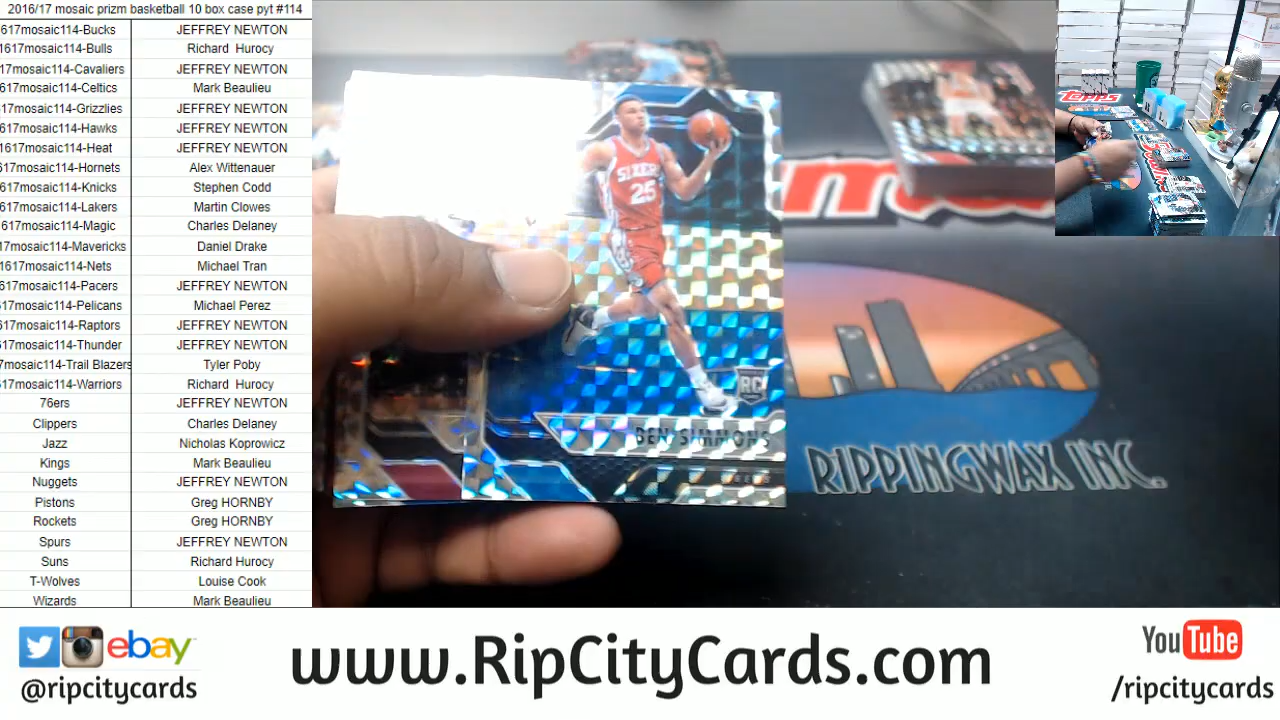 2016/17 mosaic prizm basketball 10 box case pyt #114
617mosaic114-Bucks JEFFREY NEWTON
1617mosaic114-Bulls Richard Hurocy
17mosaic114-Cavaliers JEFFREY NEWTON
617mosaic114-Celtics Mark Beaulieu
617mosaic114-Grizzlies JEFFREY NEWTON
617mosaic114-Hawks JEFFREY NEWTON
1617mosaic114-Heat JEFFREY NEWTON
617mosaic114-Hornets Alex Wittenauer
617mosaic114-Knicks Stephen Codd
617mosaic114-Lakers Martin Clowes
617mosaic114-Magic Charles Delaney
17mosaic114-Mavericks Daniel Drake
1617mosaic114-Nets Michael Tran
617mosaic114-Pacers JEFFREY NEWTON
617mosaic114-Pelicans Michael Perez
617mosaic114-Raptors JEFFREY NEWTON
617mosaic114-Thunder JEFFREY NEWTON
7mosaic114-Trail Blazers Tyler Poby
17mosaic114-Warriors Richard Hurocy
76ers JEFFREY NEWTON
Clippers Charles Delaney
Jazz Nicholas Koprowicz
Kings Mark Beaulieu
Nuggets JEFFREY NEWTON
Pistons Greg HORNBY
Rockets Greg HORNBY
Spurs JEFFREY NEWTON
Suns Richard Hurocy
T-Wolves Louise Cook
Wizards Mark Beaulieu
SIXERS
25
RC
BEN SIMMONS
RIPPINGWAX INC.
TOPPS
ebay
@ripcitycards
www.RipCityCards.com
YouTube
/ripcitycards